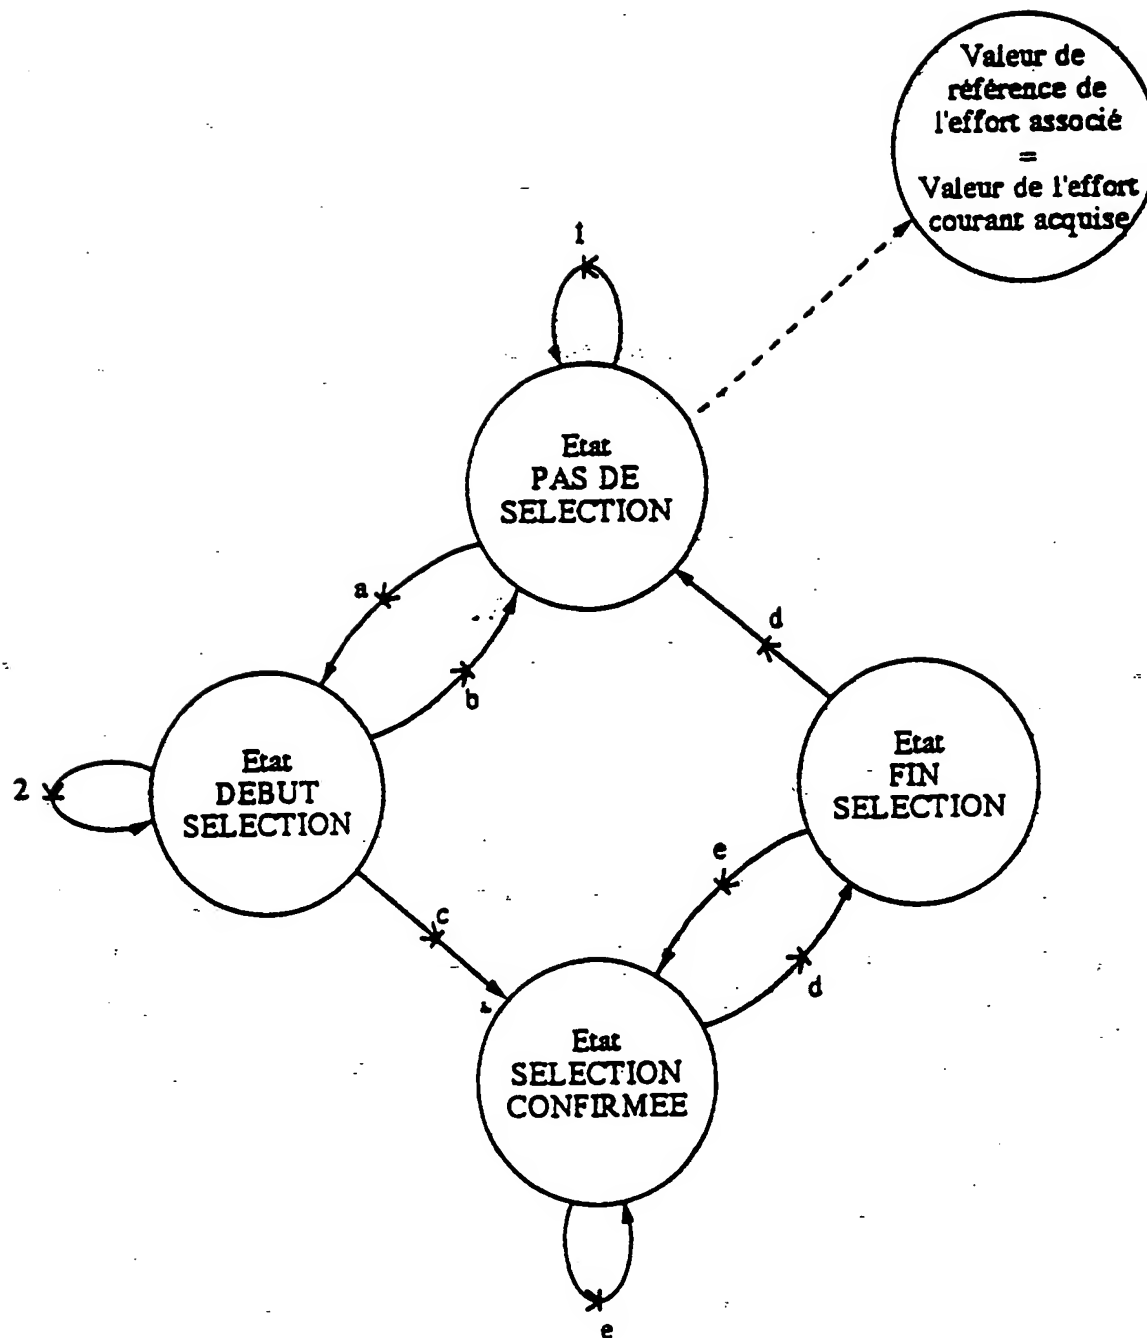 Valeur de
référence de
l'effort associé
=
Valeur de l'effort
courant acquise
1
Etat
PAS DE
SELECTION
a
b
d
Etat
DEBUT
SELECTION
2
Etat
FIN
SELECTION
e
c
d
r
Etat
SELECTION
CONFIRMEE
e